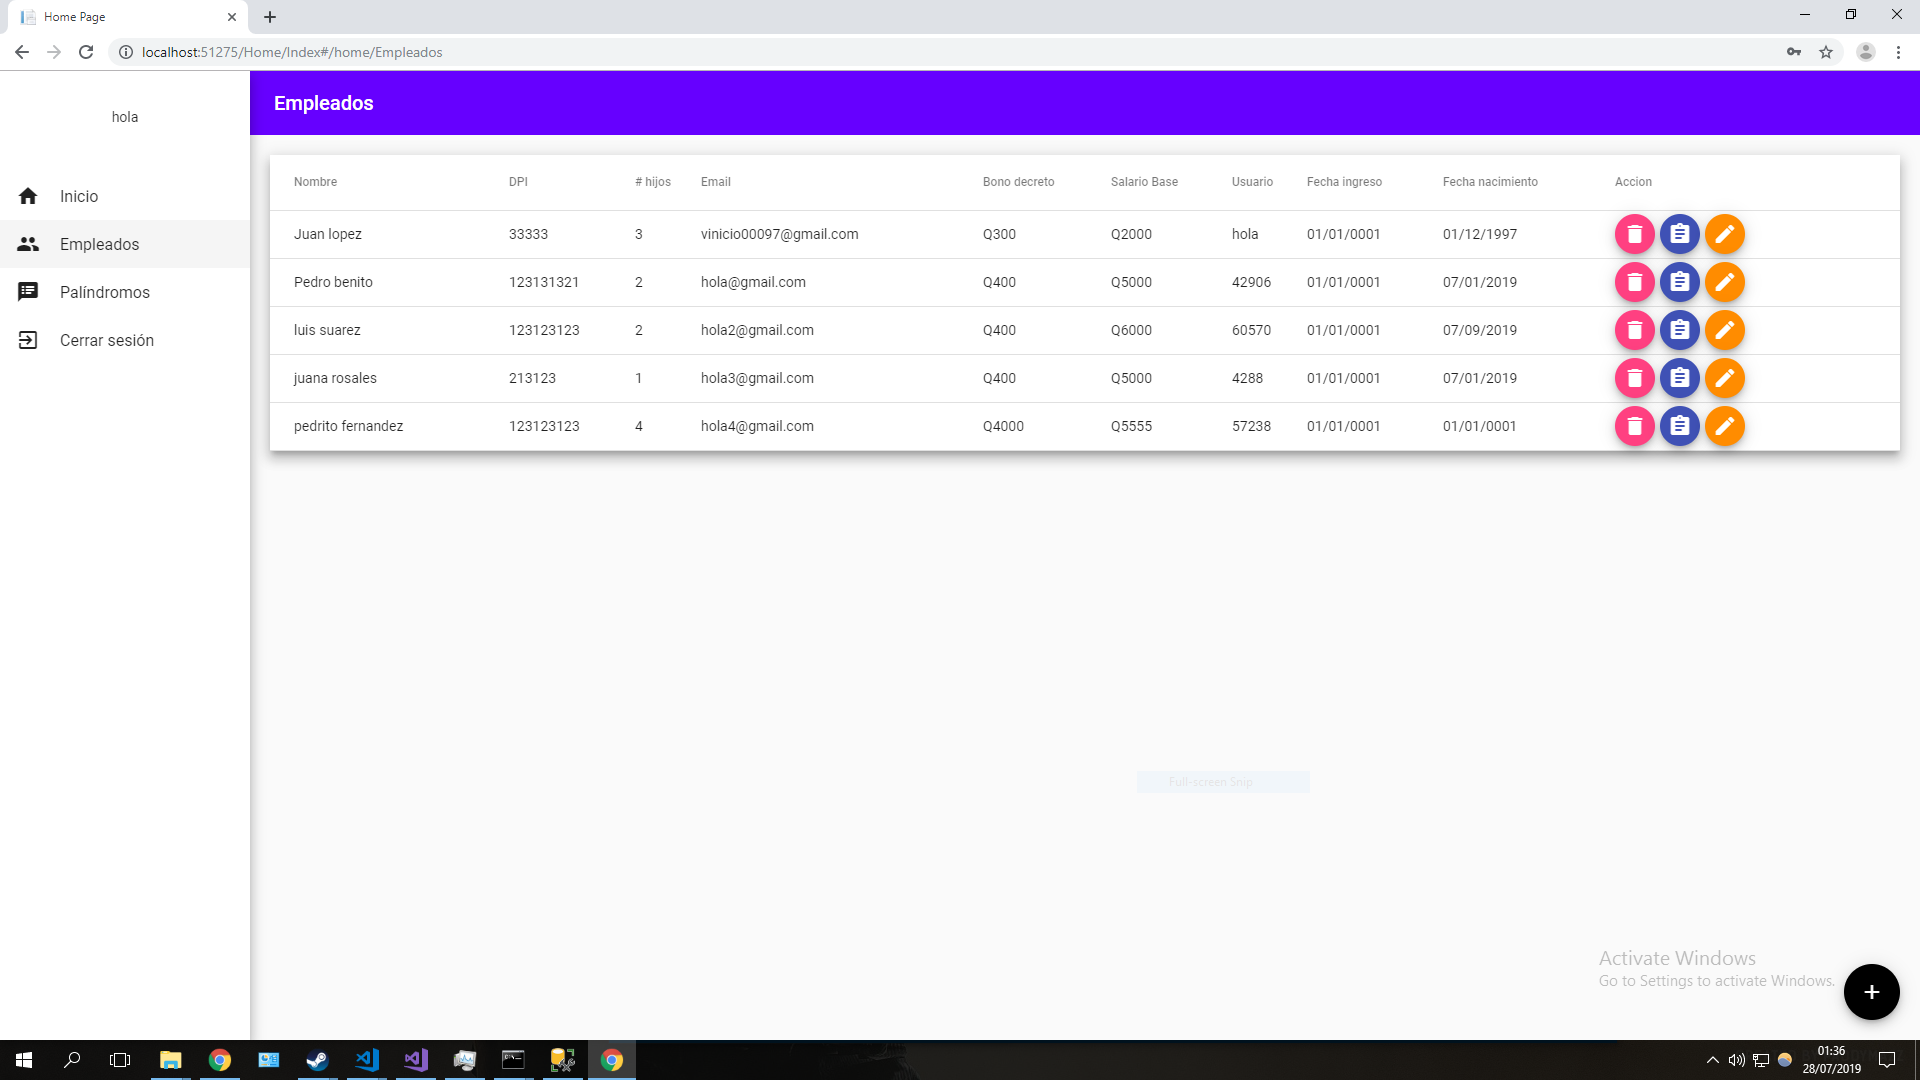 Home Page
localhost:51275/Home/Index#/home/Empleados
hola
Inicio
Empleados
Palíndromos
Cerrar sesión
Empleados
Nombre DPI # hijos Email Bono decreto Salario Base Usuario Fecha ingreso Fecha nacimiento Accion
Juan lopez 33333 3 vinicio00097@gmail.com Q300 Q2000 hola 01/01/0001 01/12/1997
Pedro benito 123131321 2 hola@gmail.com Q400 Q5000 42906 01/01/0001 07/01/2019
luis suarez 123123123 2 hola2@gmail.com Q400 Q6000 60570 01/01/0001 07/09/2019
juana rosales 213123 1 hola3@gmail.com Q400 Q5000 4288 01/01/0001 07/01/2019
pedrito fernandez 123123123 4 hola4@gmail.com Q4000 Q5555 57238 01/01/0001 01/01/0001
Full-screen Snip
Activate Windows
Go to Settings to activate Windows.
01:36
28/07/2019